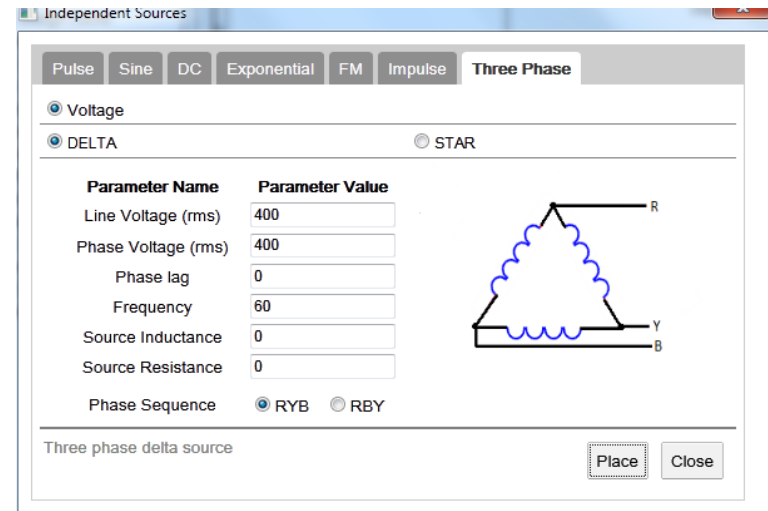 Independent Sources
Pulse Sine DC Exponential FM Impulse Three Phase
Voltage
DELTA STAR
Parameter Name Parameter Value
Line Voltage (rms) 400
Phase Voltage (rms) 400
Phase lag 0
Frequency 60
Source Inductance 0
Source Resistance 0
Phase Sequence RYB RBY
R
Y
B
Three phase delta source
Place Close